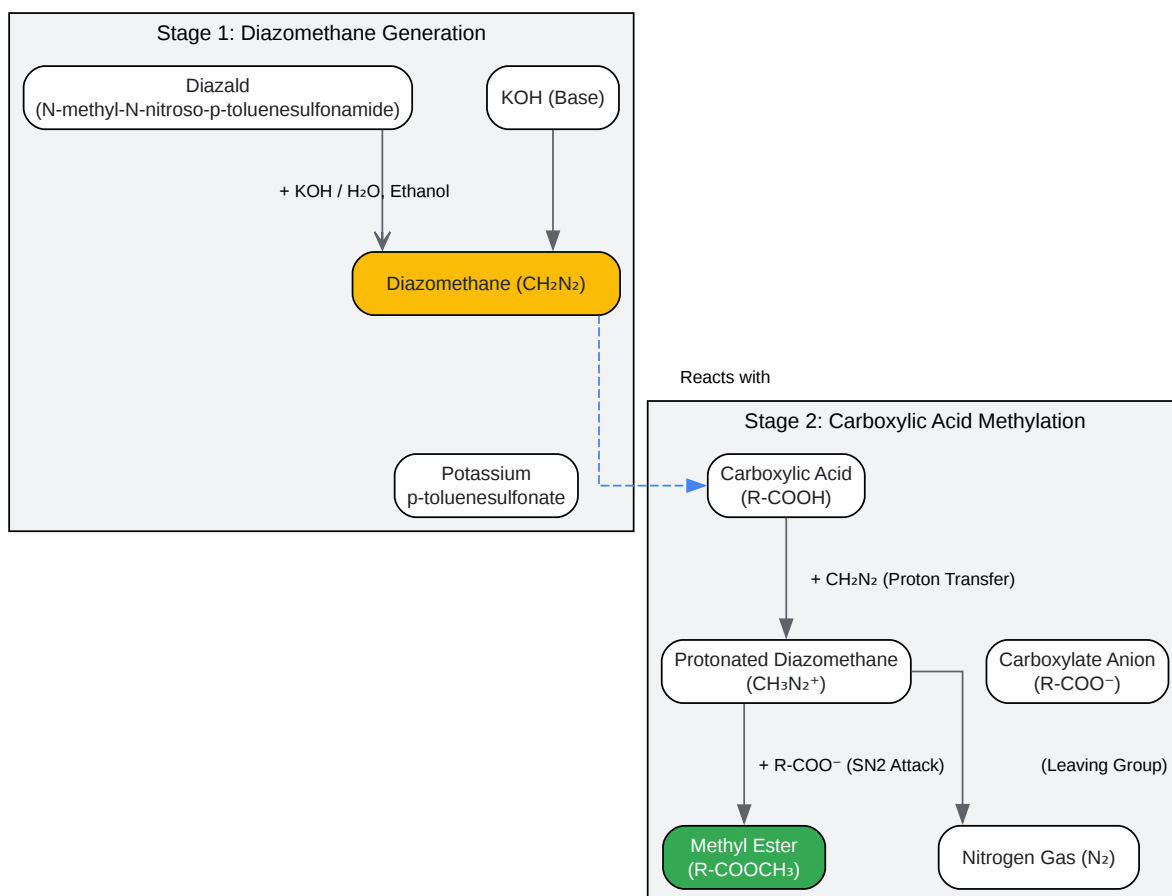 Stage 1: Diazomethane Generation
Diazald
(N-methyl-N-nitroso-p-toluenesulfonamide)
KOH (Base)
+ KOH / H₂O, Ethanol
Diazomethane (CH₂N₂)
Reacts with
Stage 2: Carboxylic Acid Methylation
Potassium
p-toluenesulfonate
Carboxylic Acid
(R-COOH)
+ CH₂N₂ (Proton Transfer)
Protonated Diazomethane
(CH₃N₂⁺)
Carboxylate Anion
(R-COO⁻)
+ R-COO⁻ (SN2 Attack)
(Leaving Group)
Methyl Ester
(R-COOCH₃)
Nitrogen Gas (N₂)